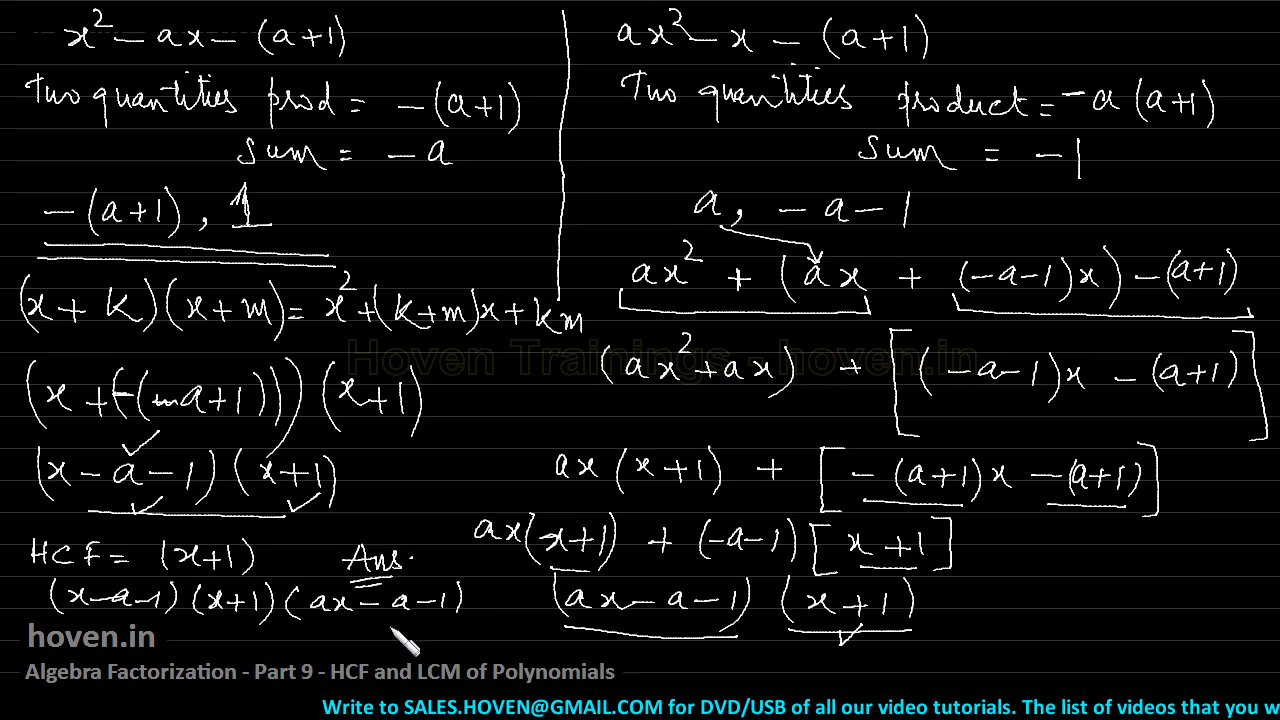 x² - ax - (a+1)
Two quantities prod = -(a+1)
sum = -a
-(a+1), 1
(x + k)(x+m) = x² + (k+m)x + km
(x + (-(a+1)))(x+1)
(x - a - 1)(x+1)
HCF = (x+1) Ans.
(x-a-1)(x+1)(ax-a-1)
ax² - x - (a+1)
Two quantities product = -a(a+1)
sum = -1
a, -a-1
ax² + (ax + (-a-1)x) - (a+1)
(ax² + ax) + [(-a-1)x - (a+1)]
ax(x+1) + [-(a+1)x - (a+1)]
ax(x+1) + (-a-1)[x+1]
(ax - a - 1)(x+1)
Hoven Trainings - hoven.in
hoven.in
Algebra Factorization - Part 9 - HCF and LCM of Polynomials
Write to SALES.HOVEN@GMAIL.COM for DVD/USB of all our video tutorials. The list of videos that you w